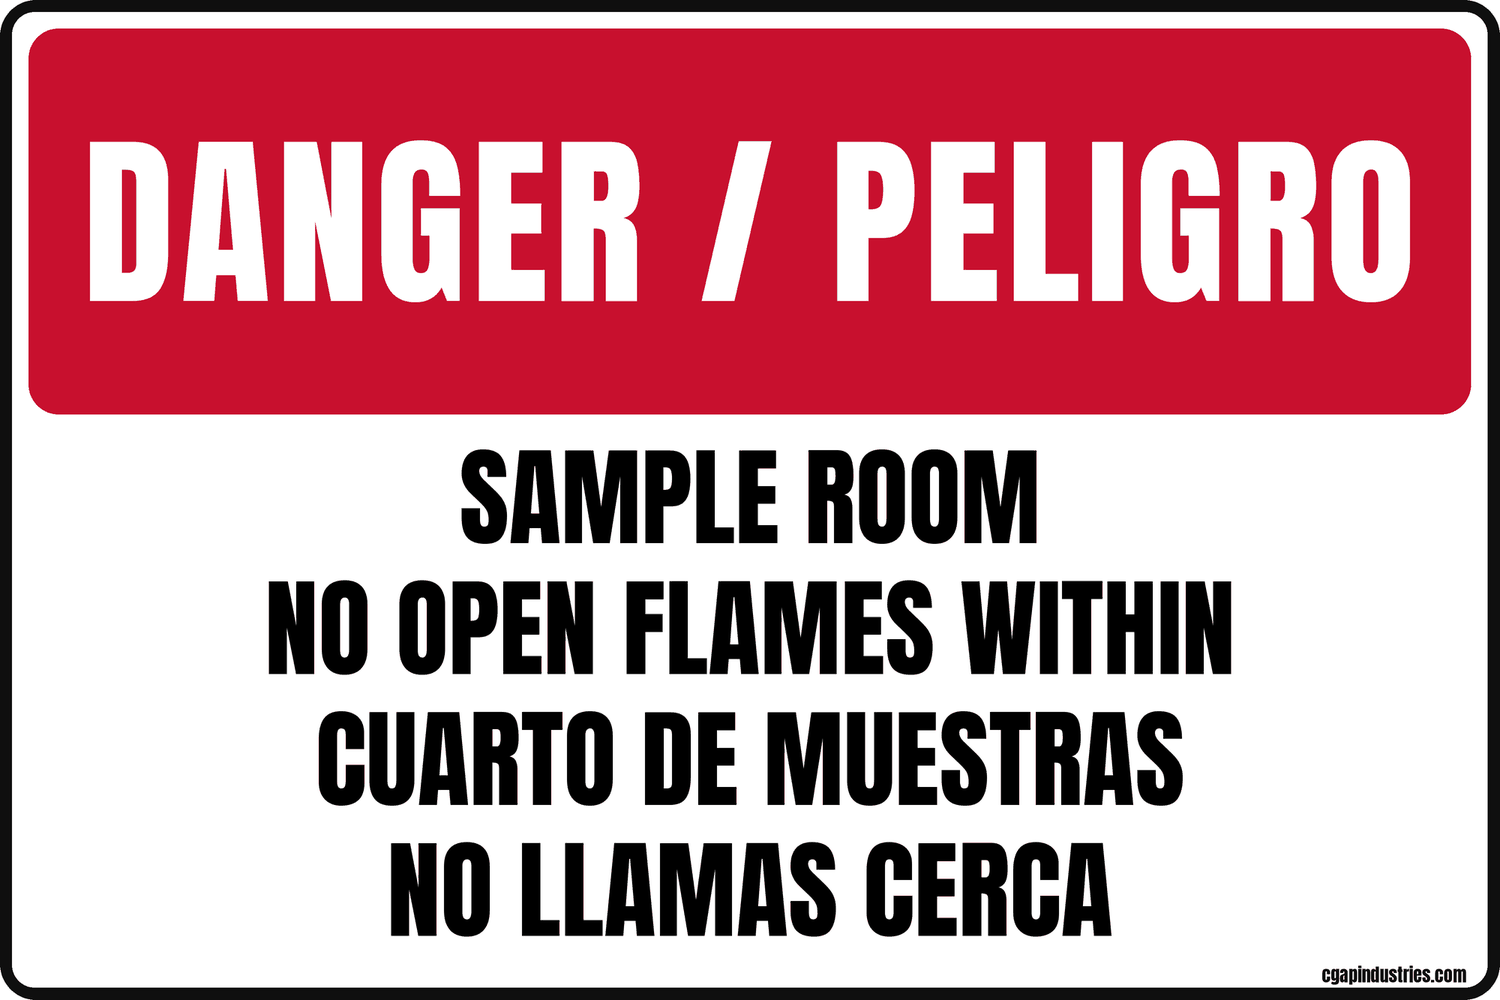 DANGER / PELIGRO
SAMPLE ROOM
NO OPEN FLAMES WITHIN
CUARTO DE MUESTRAS
NO LLAMAS CERCA
cgapindustries.com